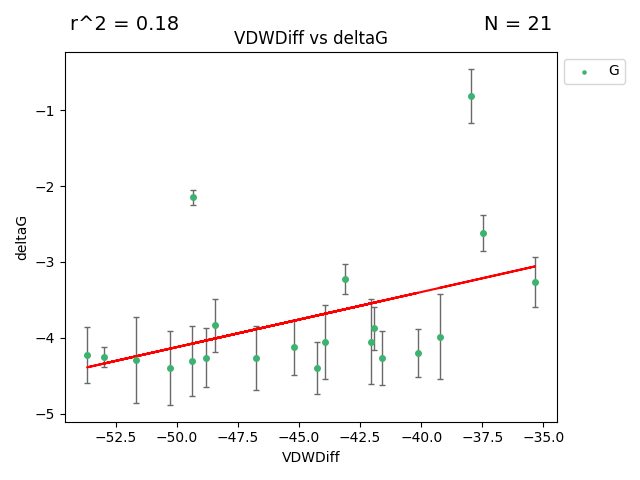 r^2 = 0.18
N = 21
VDWDiff vs deltaG
G
deltaG
−1
−2
−3
−4
−5
−52.5
−50.0
−47.5
−45.0
−42.5
−40.0
−37.5
−35.0
VDWDiff